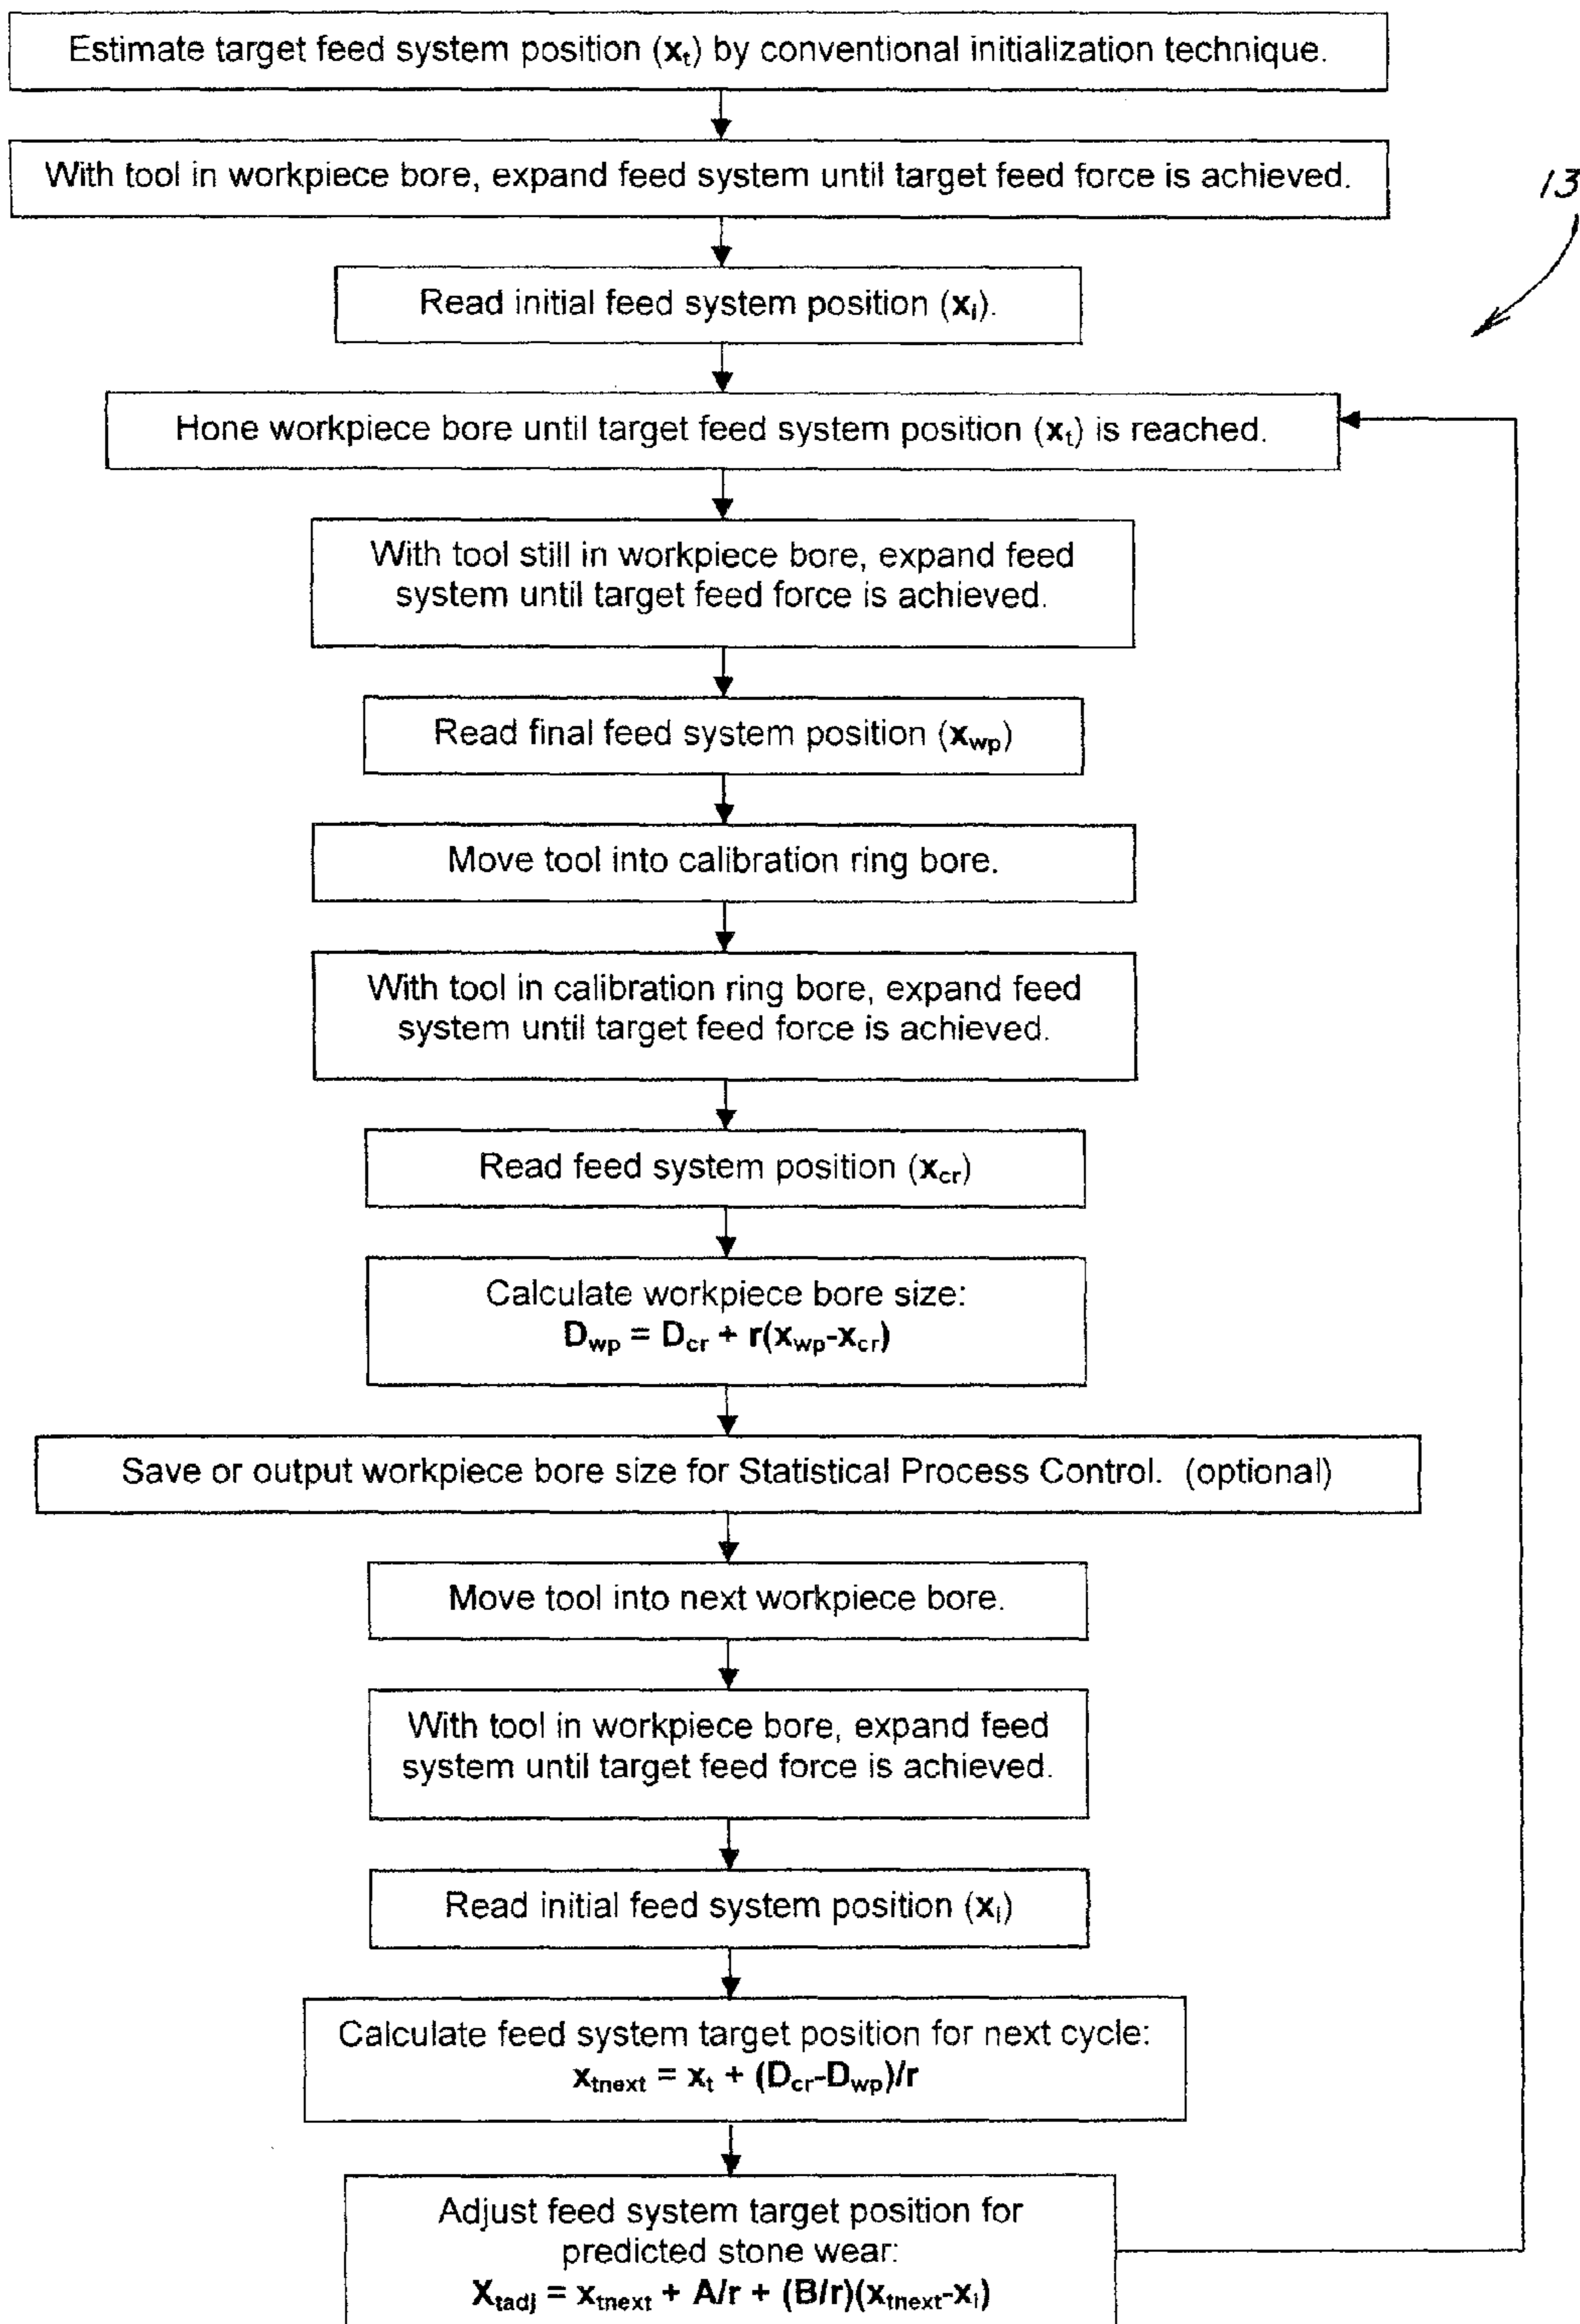 Estimate target feed system position (xt) by conventional initialization technique.
With tool in workpiece bore, expand feed system until target feed force is achieved.
13
Read initial feed system position (xi).
Hone workpiece bore until target feed system position (xt) is reached.
With tool still in workpiece bore, expand feed
system until target feed force is achieved.
Read final feed system position (xwp)
Move tool into calibration ring bore.
With tool in calibration ring bore, expand feed
system until target feed force is achieved.
Read feed system position (xcr)
Calculate workpiece bore size:
Dwp = Dcr + r(xwp-xcr)
Save or output workpiece bore size for Statistical Process Control. (optional)
Move tool into next workpiece bore.
With tool in workpiece bore, expand feed
system until target feed force is achieved.
Read initial feed system position (xi)
Calculate feed system target position for next cycle:
xtnext = xt + (Dcr-Dwp)/r
Adjust feed system target position for
predicted stone wear:
Xtadj = xtnext + A/r + (B/r)(xtnext-xi)